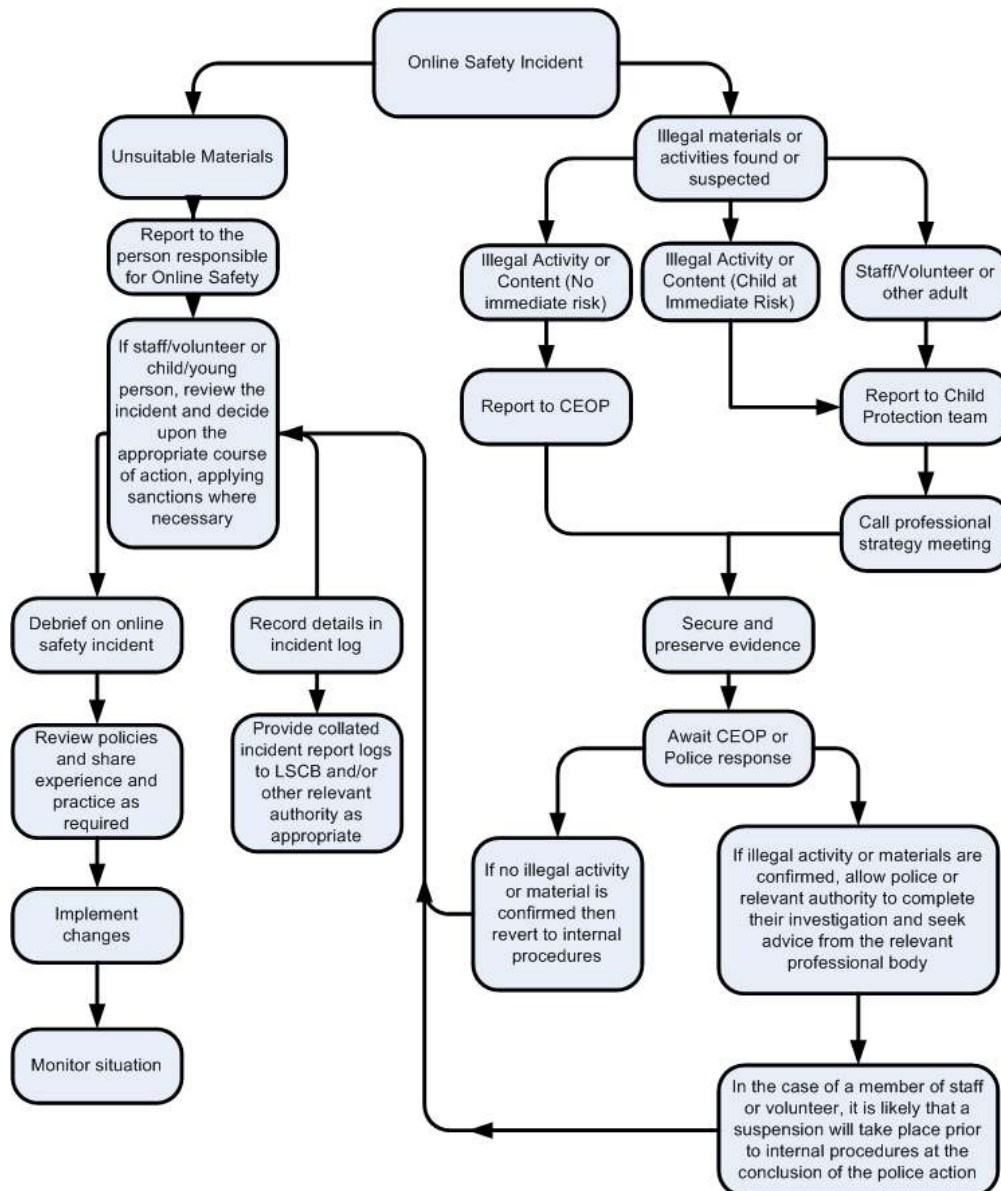 Online Safety Incident
Unsuitable Materials
Report to the
person responsible
for Online Safety
If staff/volunteer or
child/young
person, review the
incident and decide
upon the
appropriate course
of action, applying
sanctions where
necessary
Debrief on online
safety incident
Review policies
and share
experience and
practice as
required
Implement
changes
Monitor situation
Record details in
incident log
Provide collated
incident report logs
to LSCB and/or
other relevant
authority as
appropriate
Illegal materials or
activities found or
suspected
Illegal Activity or
Content (No
immediate risk)
Illegal Activity or
Content (Child at
Immediate Risk)
Staff/Volunteer or
other adult
Report to CEOP
Report to Child
Protection team
Call professional
strategy meeting
Secure and
preserve evidence
Await CEOP or
Police response
If no illegal activity
or material is
confirmed then
revert to internal
procedures
If illegal activity or materials are
confirmed, allow police or
relevant authority to complete
their investigation and seek
advice from the relevant
professional body
In the case of a member of staff
or volunteer, it is likely that a
suspension will take place prior
to internal procedures at the
conclusion of the police action